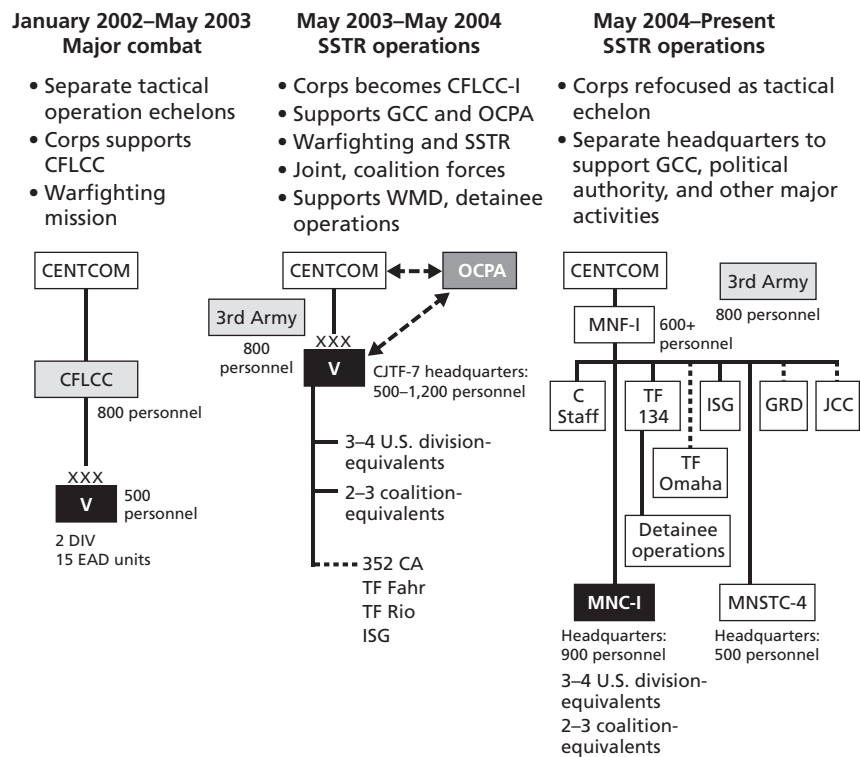 January 2002–May 2003
Major combat
• Separate tactical
operation echelons
• Corps supports
CFLCC
• Warfighting
mission
CENTCOM
CFLCC
800 personnel
XXX
V
500
personnel
2 DIV
15 EAD units
May 2003–May 2004
SSTR operations
• Corps becomes CFLCC-I
• Supports GCC and OCPA
• Warfighting and SSTR
• Joint, coalition forces
• Supports WMD, detainee
operations
CENTCOM
OCPA
3rd Army
800
personnel
XXX
V
CJTF-7 headquarters:
500–1,200 personnel
3–4 U.S. division-
equivalents
2–3 coalition-
equivalents
352 CA
TF Fahr
TF Rio
ISG
May 2004–Present
SSTR operations
• Corps refocused as tactical
echelon
• Separate headquarters to
support GCC, political
authority, and other major
activities
CENTCOM
3rd Army
800 personnel
MNF-I
600+
personnel
C
Staff
TF
134
ISG
GRD
JCC
TF
Omaha
Detainee
operations
MNC-I
Headquarters:
900 personnel
3–4 U.S. division-
equivalents
2–3 coalition-
equivalents
MNSTC-4
Headquarters:
500 personnel